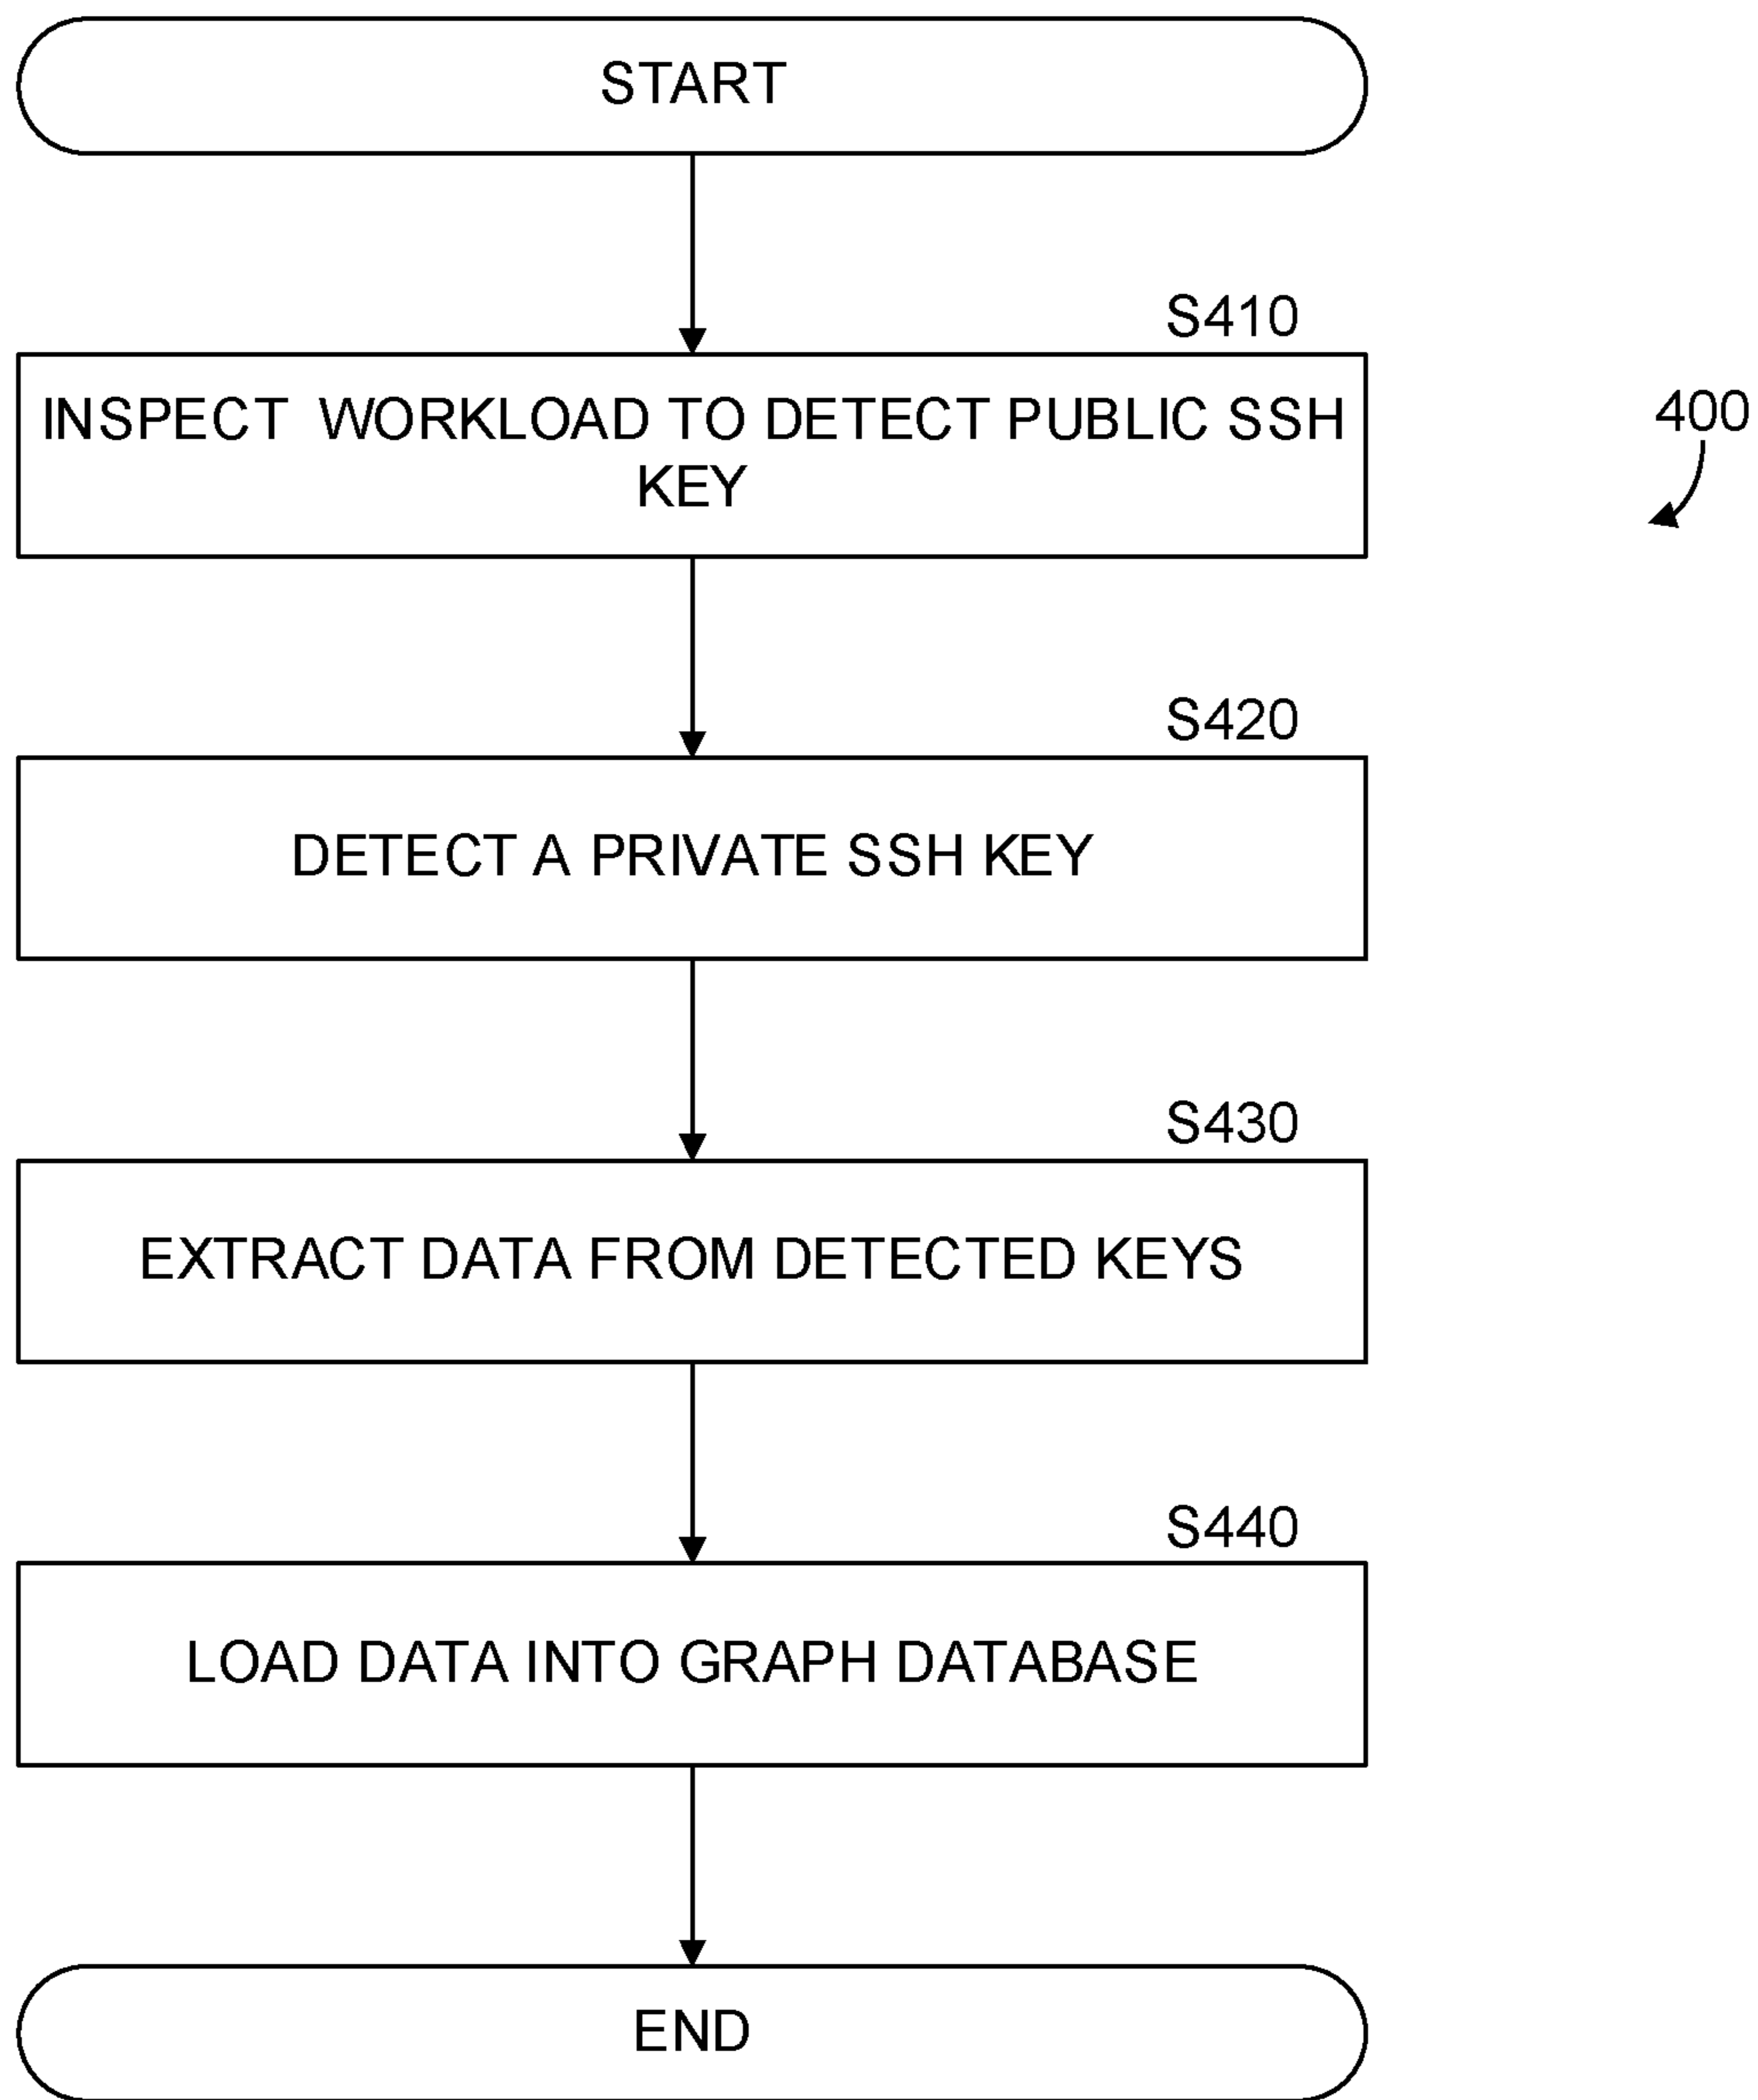 START
S410
INSPECT WORKLOAD TO DETECT PUBLIC SSH
KEY
400
S420
DETECT A PRIVATE SSH KEY
S430
EXTRACT DATA FROM DETECTED KEYS
S440
LOAD DATA INTO GRAPH DATABASE
END